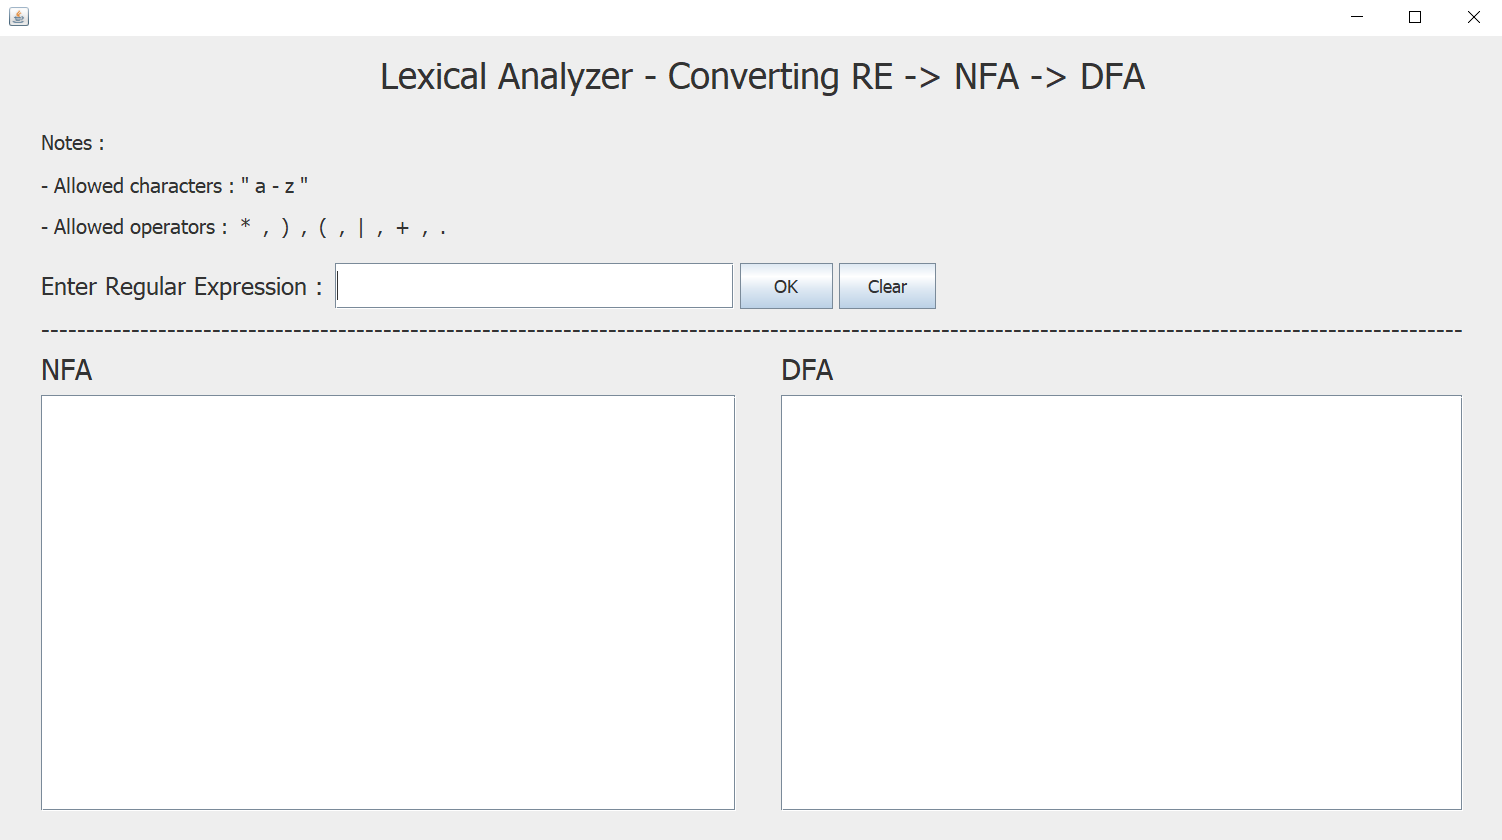 Lexical Analyzer - Converting RE -> NFA -> DFA
Notes :
- Allowed characters : " a - z "
- Allowed operators : * , ) , ( , | , + , .
Enter Regular Expression :
OK
Clear
NFA
DFA